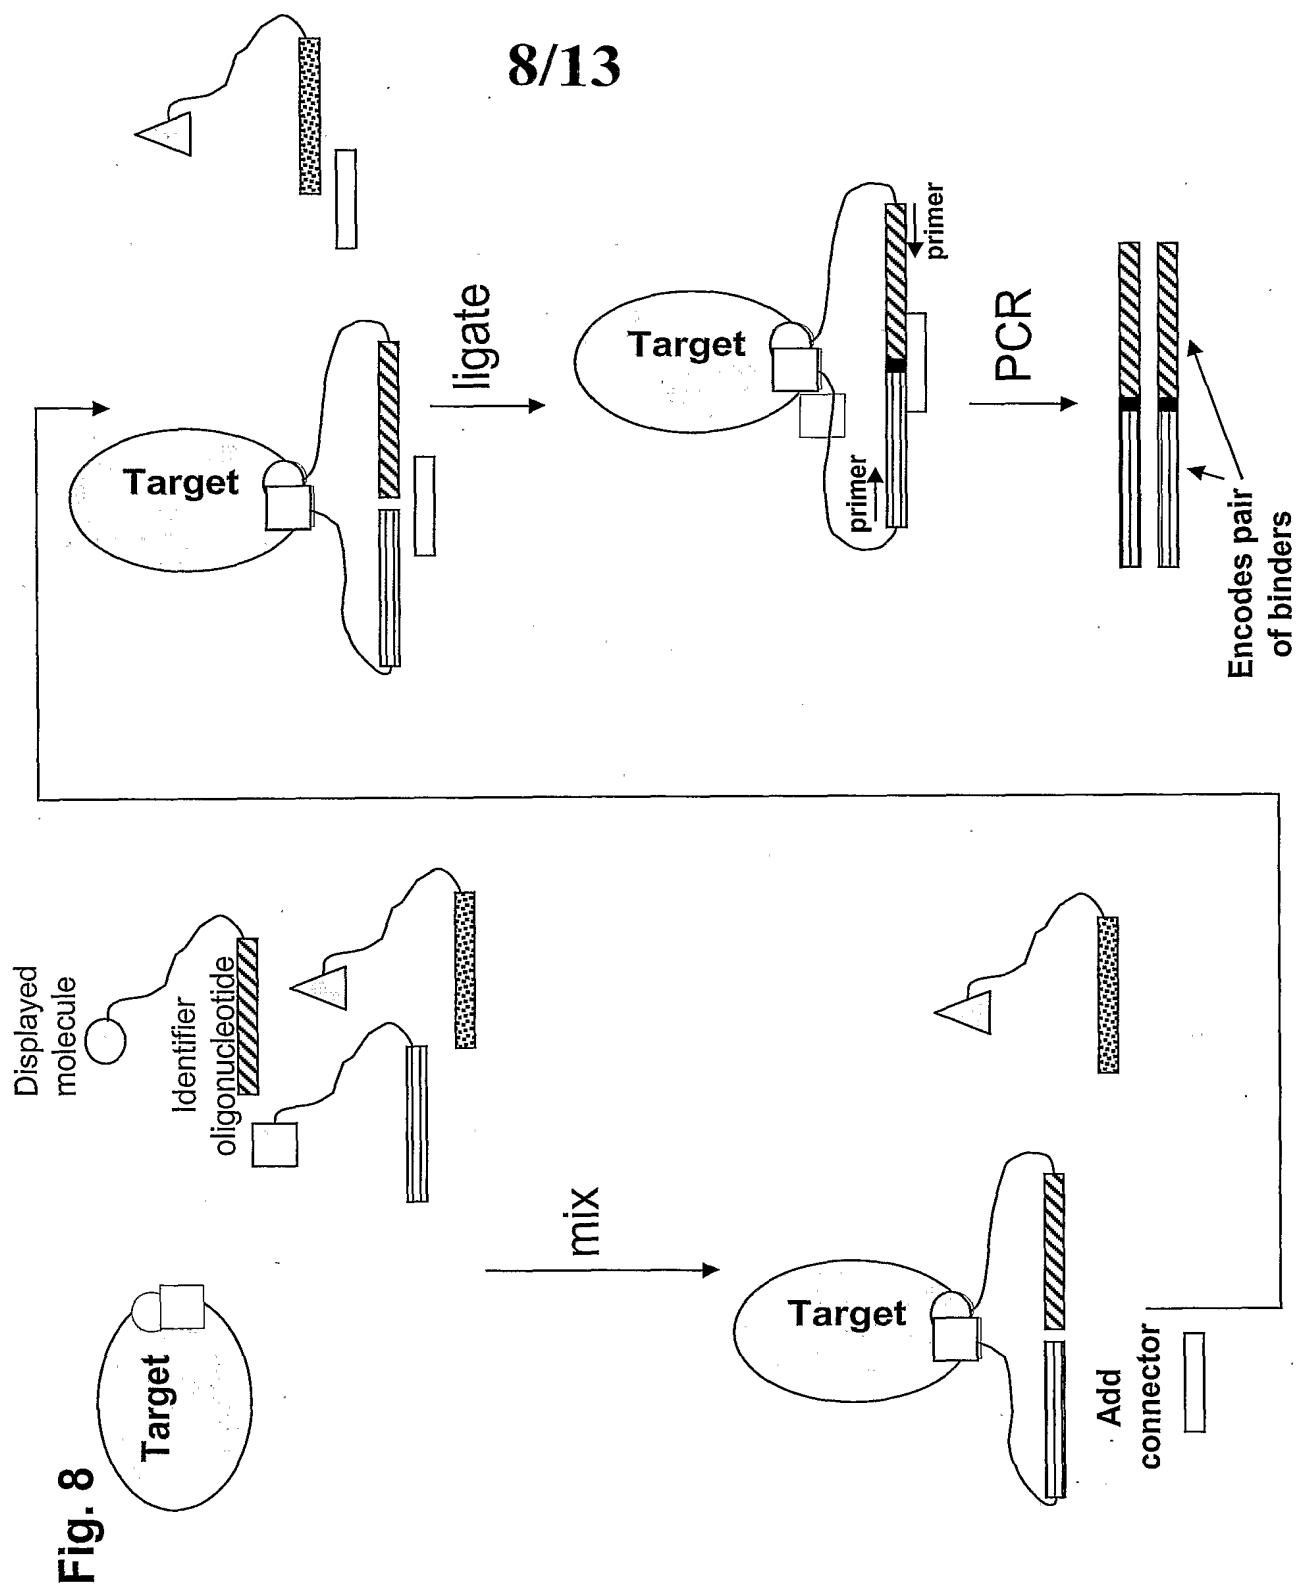 8/13
Fig. 8
Target
Displayed
molecule
Identifier
oligonucleotide
mix
Target
Add
connector
Target
ligate
Target
primer
primer
PCR
Encodes pair
of binders